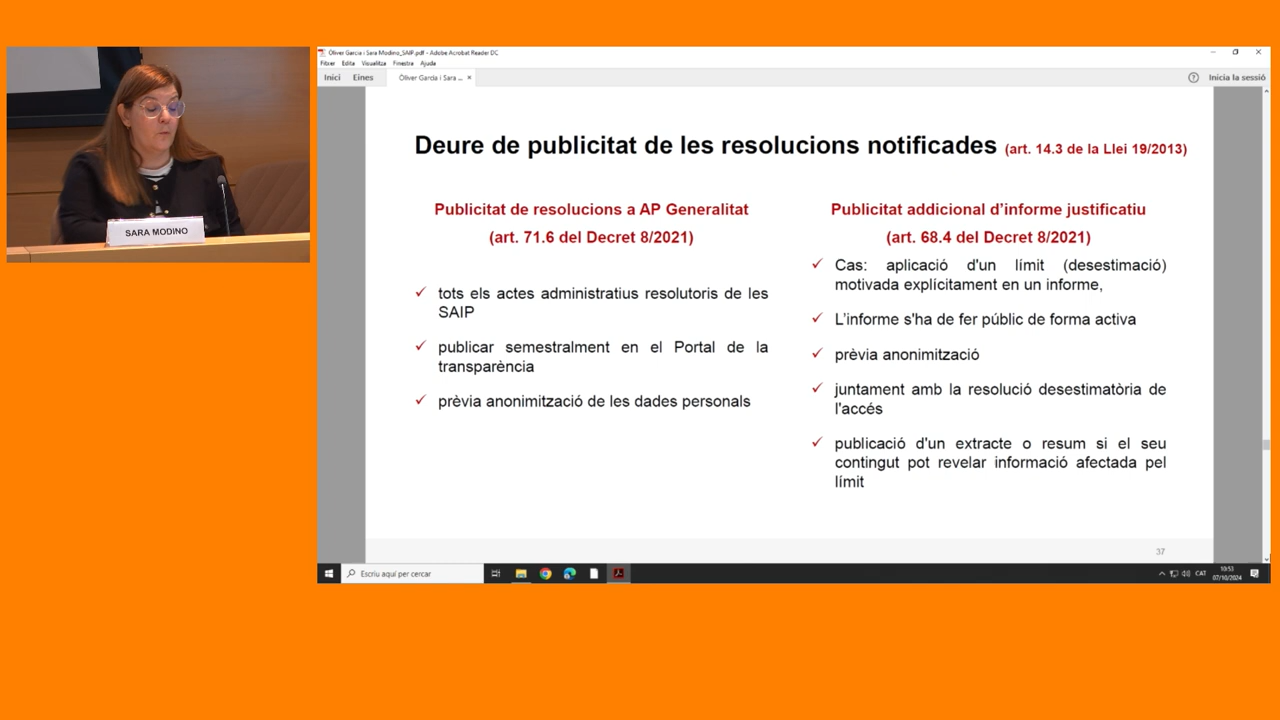 SARA MODINO
Òliver Garcia i Sara Modino_SAIP.pdf - Adobe Acrobat Reader DC
Fitxer Edita Visualitza Finestra Ajuda
Inici Eines Òliver Garcia i Sara ... × Inicia la sessió
Deure de publicitat de les resolucions notificades (art. 14.3 de la Llei 19/2013)
Publicitat de resolucions a AP Generalitat
(art. 71.6 del Decret 8/2021)
tots els actes administratius resolutoris de les
SAIP
publicar semestralment en el Portal de la
transparència
prèvia anonimització de les dades personals
Publicitat addicional d’informe justificatiu
(art. 68.4 del Decret 8/2021)
Cas: aplicació d'un límit (desestimació)
motivada explícitament en un informe,
L’informe s'ha de fer públic de forma activa
prèvia anonimització
juntament amb la resolució desestimatòria de
l'accés
publicació d'un extracte o resum si el seu
contingut pot revelar informació afectada pel
límit
37
Escriu aquí per cercar
CAT
10:53
07/10/2024